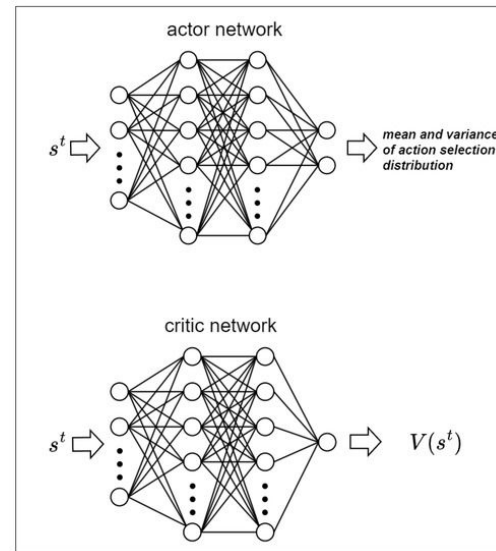 actor network
s^t
mean and variance
of action selection
distribution
critic network
s^t
V(s^t)